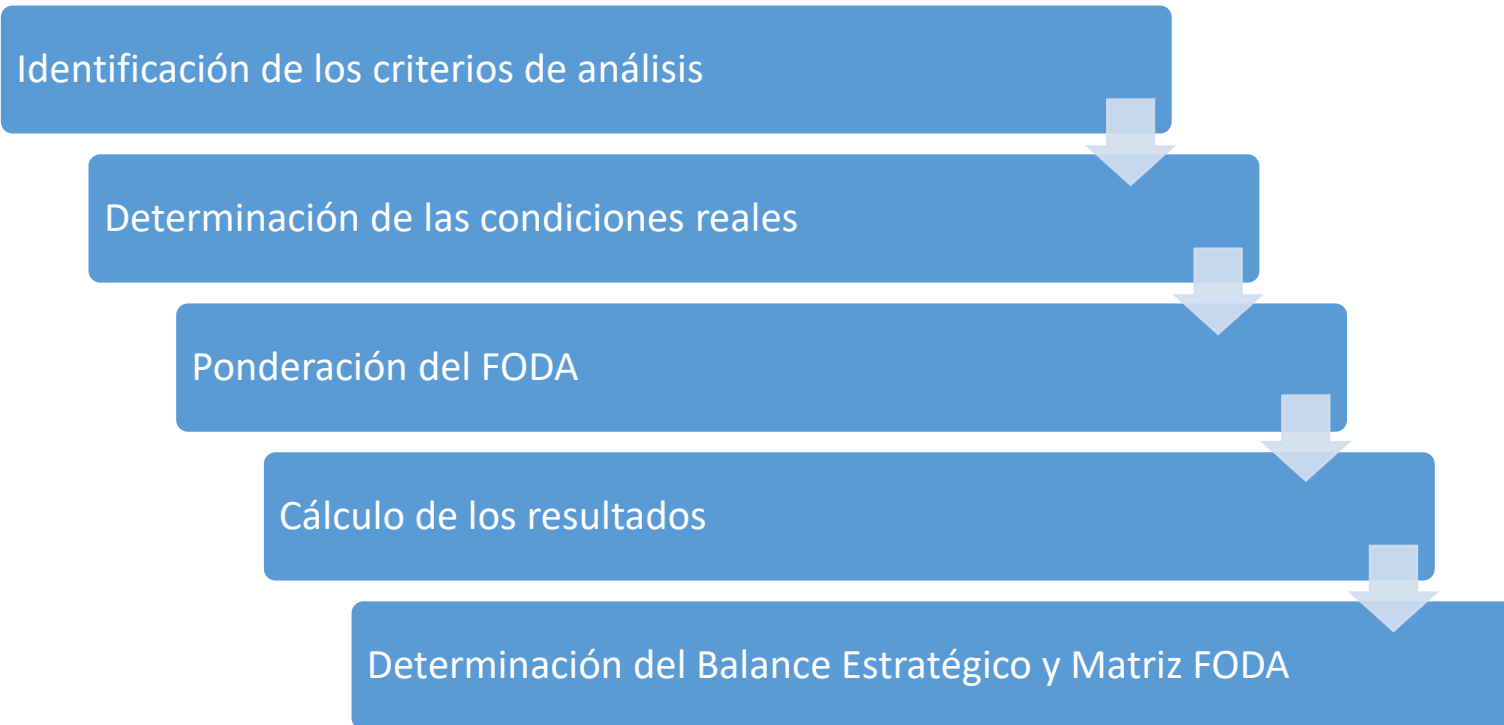 Identificación de los criterios de análisis
Determinación de las condiciones reales
Ponderación del FODA
Cálculo de los resultados
Determinación del Balance Estratégico y Matriz FODA